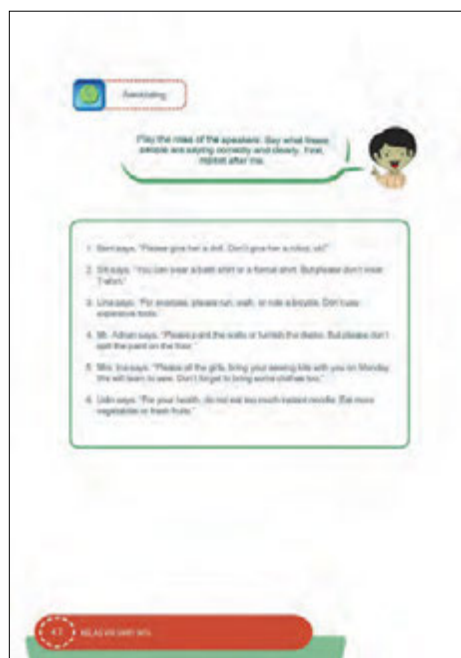 Associating
Play the roles of the speakers. Say what these
people are saying correctly and clearly. First,
repeat after me.
1. Beni says, "Please give her a doll. Don't give her a robot, ok!"
2. Siti says, "You can wear a batik shirt or a formal shirt. But please don't wear
T-shirt."
3. Lina says, "For exercise, please run, walk, or ride a bicycle. Don't use
expensive tools."
4. Mr. Adnan says, "Please paint the walls or furnish the desks. But please don't
spill the paint on the floor."
5. Mrs. Ina says, "Please all the girls, bring your sewing kits with you on Monday.
We will learn to sew. Don't forget to bring some clothes too."
6. Udin says, "For your health, do not eat too much instant noodle. Eat more
vegetables or fresh fruits."
KELAS VIII SMP/ MTs